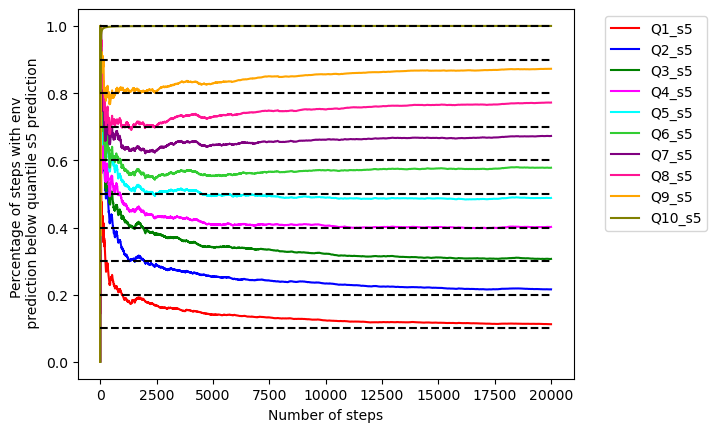 Percentage of steps with env
prediction below quantile s5 prediction
1.0
0.8
0.6
0.4
0.2
0.0
0
2500
5000
7500
10000
12500
15000
17500
20000
Number of steps
Q1_s5
Q2_s5
Q3_s5
Q4_s5
Q5_s5
Q6_s5
Q7_s5
Q8_s5
Q9_s5
Q10_s5